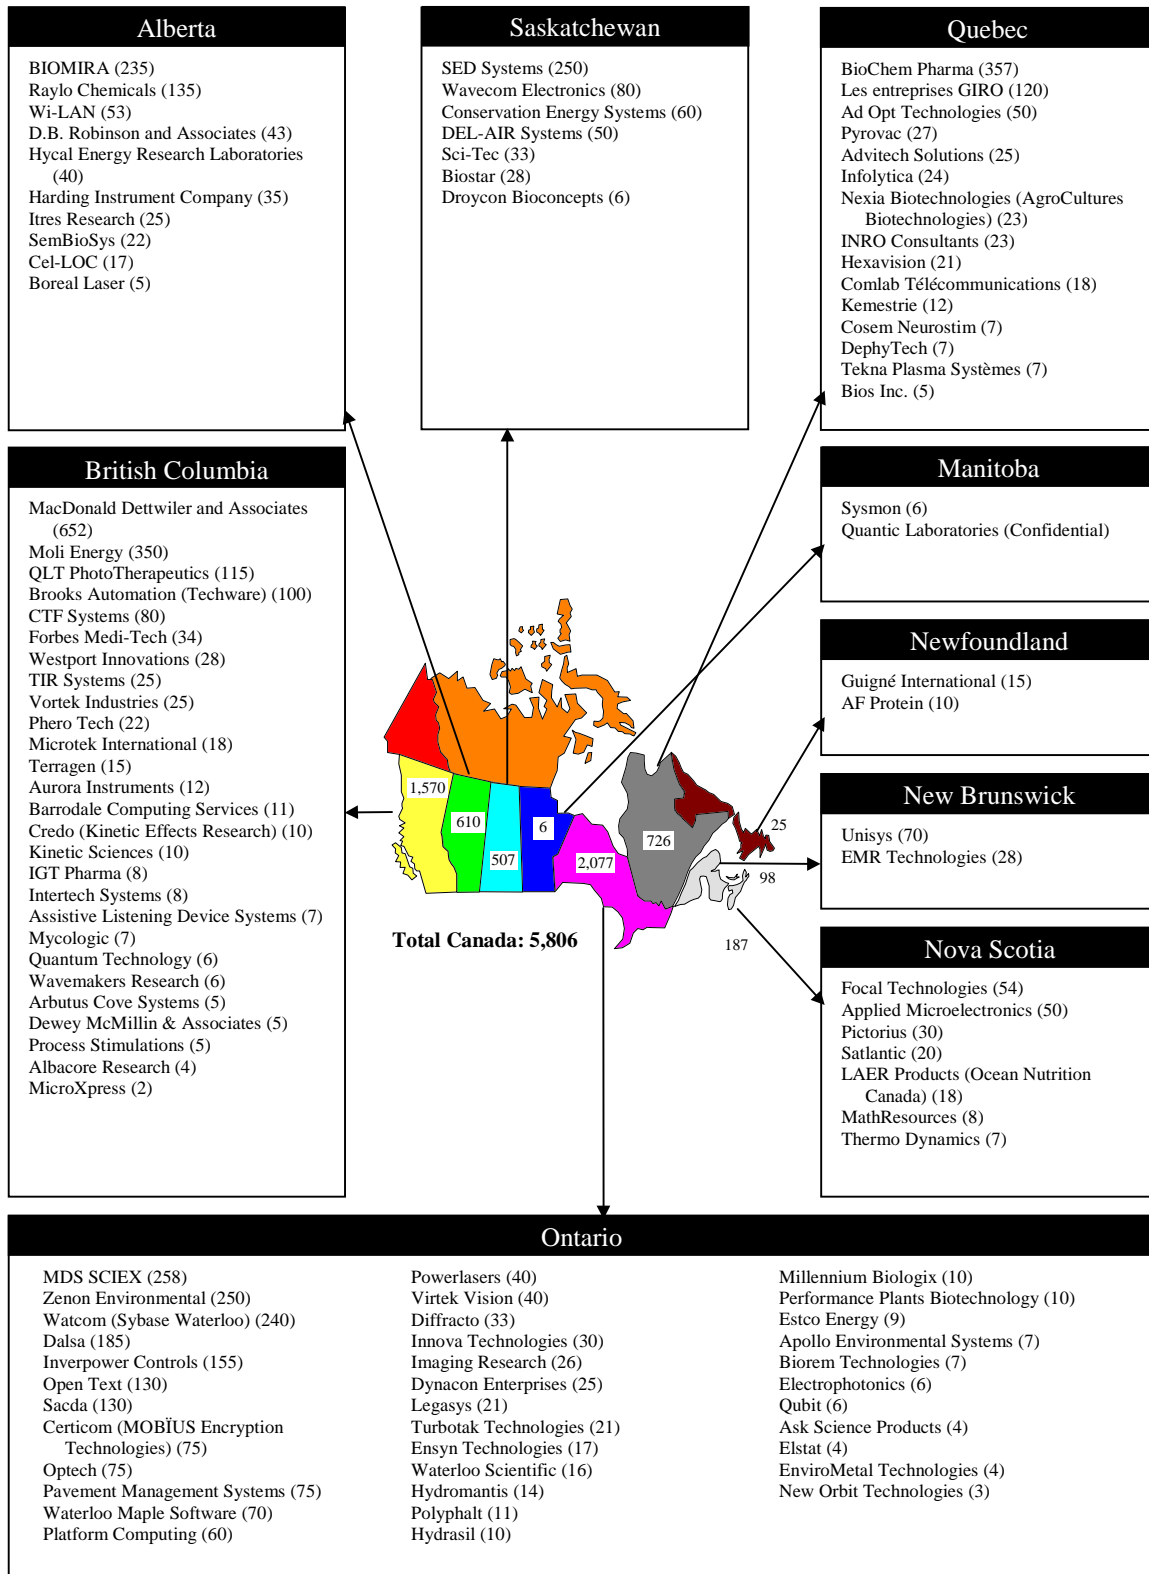 Alberta
BIOMIRA (235)
Raylo Chemicals (135)
Wi-LAN (53)
D.B. Robinson and Associates (43)
Hycal Energy Research Laboratories
(40)
Harding Instrument Company (35)
Itres Research (25)
SemBioSys (22)
Cel-LOC (17)
Boreal Laser (5)
Saskatchewan
SED Systems (250)
Wavecom Electronics (80)
Conservation Energy Systems (60)
DEL-AIR Systems (50)
Sci-Tec (33)
Biostar (28)
Droycon Bioconcepts (6)
Quebec
BioChem Pharma (357)
Les entreprises GIRO (120)
Ad Opt Technologies (50)
Pyrovac (27)
Advitech Solutions (25)
Infolytica (24)
Nexia Biotechnologies (AgroCultures
Biotechnologies) (23)
INRO Consultants (23)
Hexavision (21)
Comlab Télécommunications (18)
Kemestrie (12)
Cosem Neurostim (7)
DephyTech (7)
Tekna Plasma Systèmes (7)
Bios Inc. (5)
British Columbia
MacDonald Dettwiler and Associates
(652)
Moli Energy (350)
QLT PhotoTherapeutics (115)
Brooks Automation (Techware) (100)
CTF Systems (80)
Forbes Medi-Tech (34)
Westport Innovations (28)
TIR Systems (25)
Vortek Industries (25)
Phero Tech (22)
Microtek International (18)
Terragen (15)
Aurora Instruments (12)
Barrodale Computing Services (11)
Credo (Kinetic Effects Research) (10)
Kinetic Sciences (10)
IGT Pharma (8)
Intertech Systems (8)
Assistive Listening Device Systems (7)
Mycologic (7)
Quantum Technology (6)
Wavemakers Research (6)
Arbutus Cove Systems (5)
Dewey McMillin & Associates (5)
Process Stimulations (5)
Albacore Research (4)
MicroXpress (2)
1,570
610
507
6
2,077
726
25
98
187
Total Canada: 5,806
Manitoba
Sysmon (6)
Quantic Laboratories (Confidential)
Newfoundland
Guigné International (15)
AF Protein (10)
New Brunswick
Unisys (70)
EMR Technologies (28)
Nova Scotia
Focal Technologies (54)
Applied Microelectronics (50)
Pictorius (30)
Satlantic (20)
LAER Products (Ocean Nutrition
Canada) (18)
MathResources (8)
Thermo Dynamics (7)
Ontario
MDS SCIEX (258)
Zenon Environmental (250)
Watcom (Sybase Waterloo) (240)
Dalsa (185)
Inverpower Controls (155)
Open Text (130)
Sacda (130)
Certicom (MOBÏUS Encryption
Technologies) (75)
Optech (75)
Pavement Management Systems (75)
Waterloo Maple Software (70)
Platform Computing (60)
Powerlasers (40)
Virtek Vision (40)
Diffracto (33)
Innova Technologies (30)
Imaging Research (26)
Dynacon Enterprises (25)
Legasys (21)
Turbotak Technologies (21)
Ensyn Technologies (17)
Waterloo Scientific (16)
Hydromantis (14)
Polyphalt (11)
Hydrasil (10)
Millennium Biologix (10)
Performance Plants Biotechnology (10)
Estco Energy (9)
Apollo Environmental Systems (7)
Biorem Technologies (7)
Electrophotonics (6)
Qubit (6)
Ask Science Products (4)
Elstat (4)
EnviroMetal Technologies (4)
New Orbit Technologies (3)